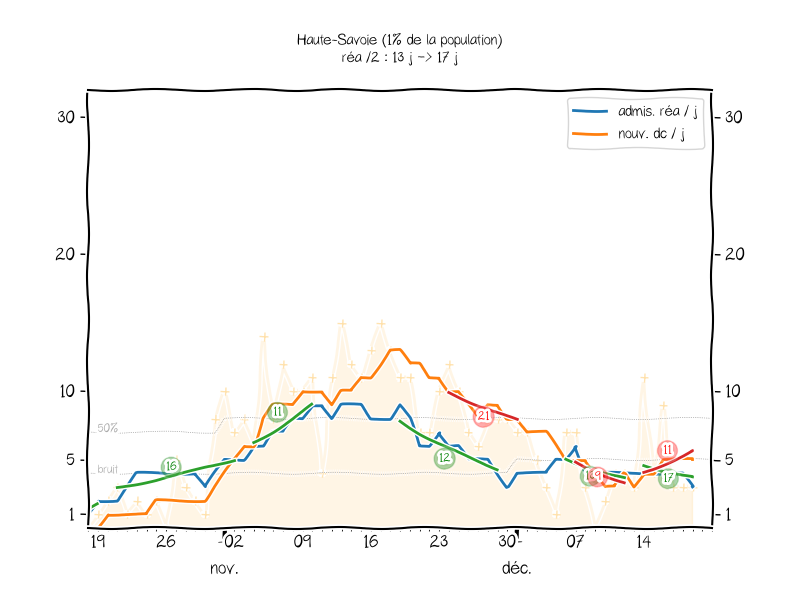 Haute-Savoie (1% de la population)
réa /2 : 13 j -> 17 j
admis. réa / j
nouv. dc / j
30 30
20 20
10 10
5 5
1 1
50%
bruit
16
11
12
21
9
11
17
19 26 02 09 16 23 30 07 14
nov. déc.